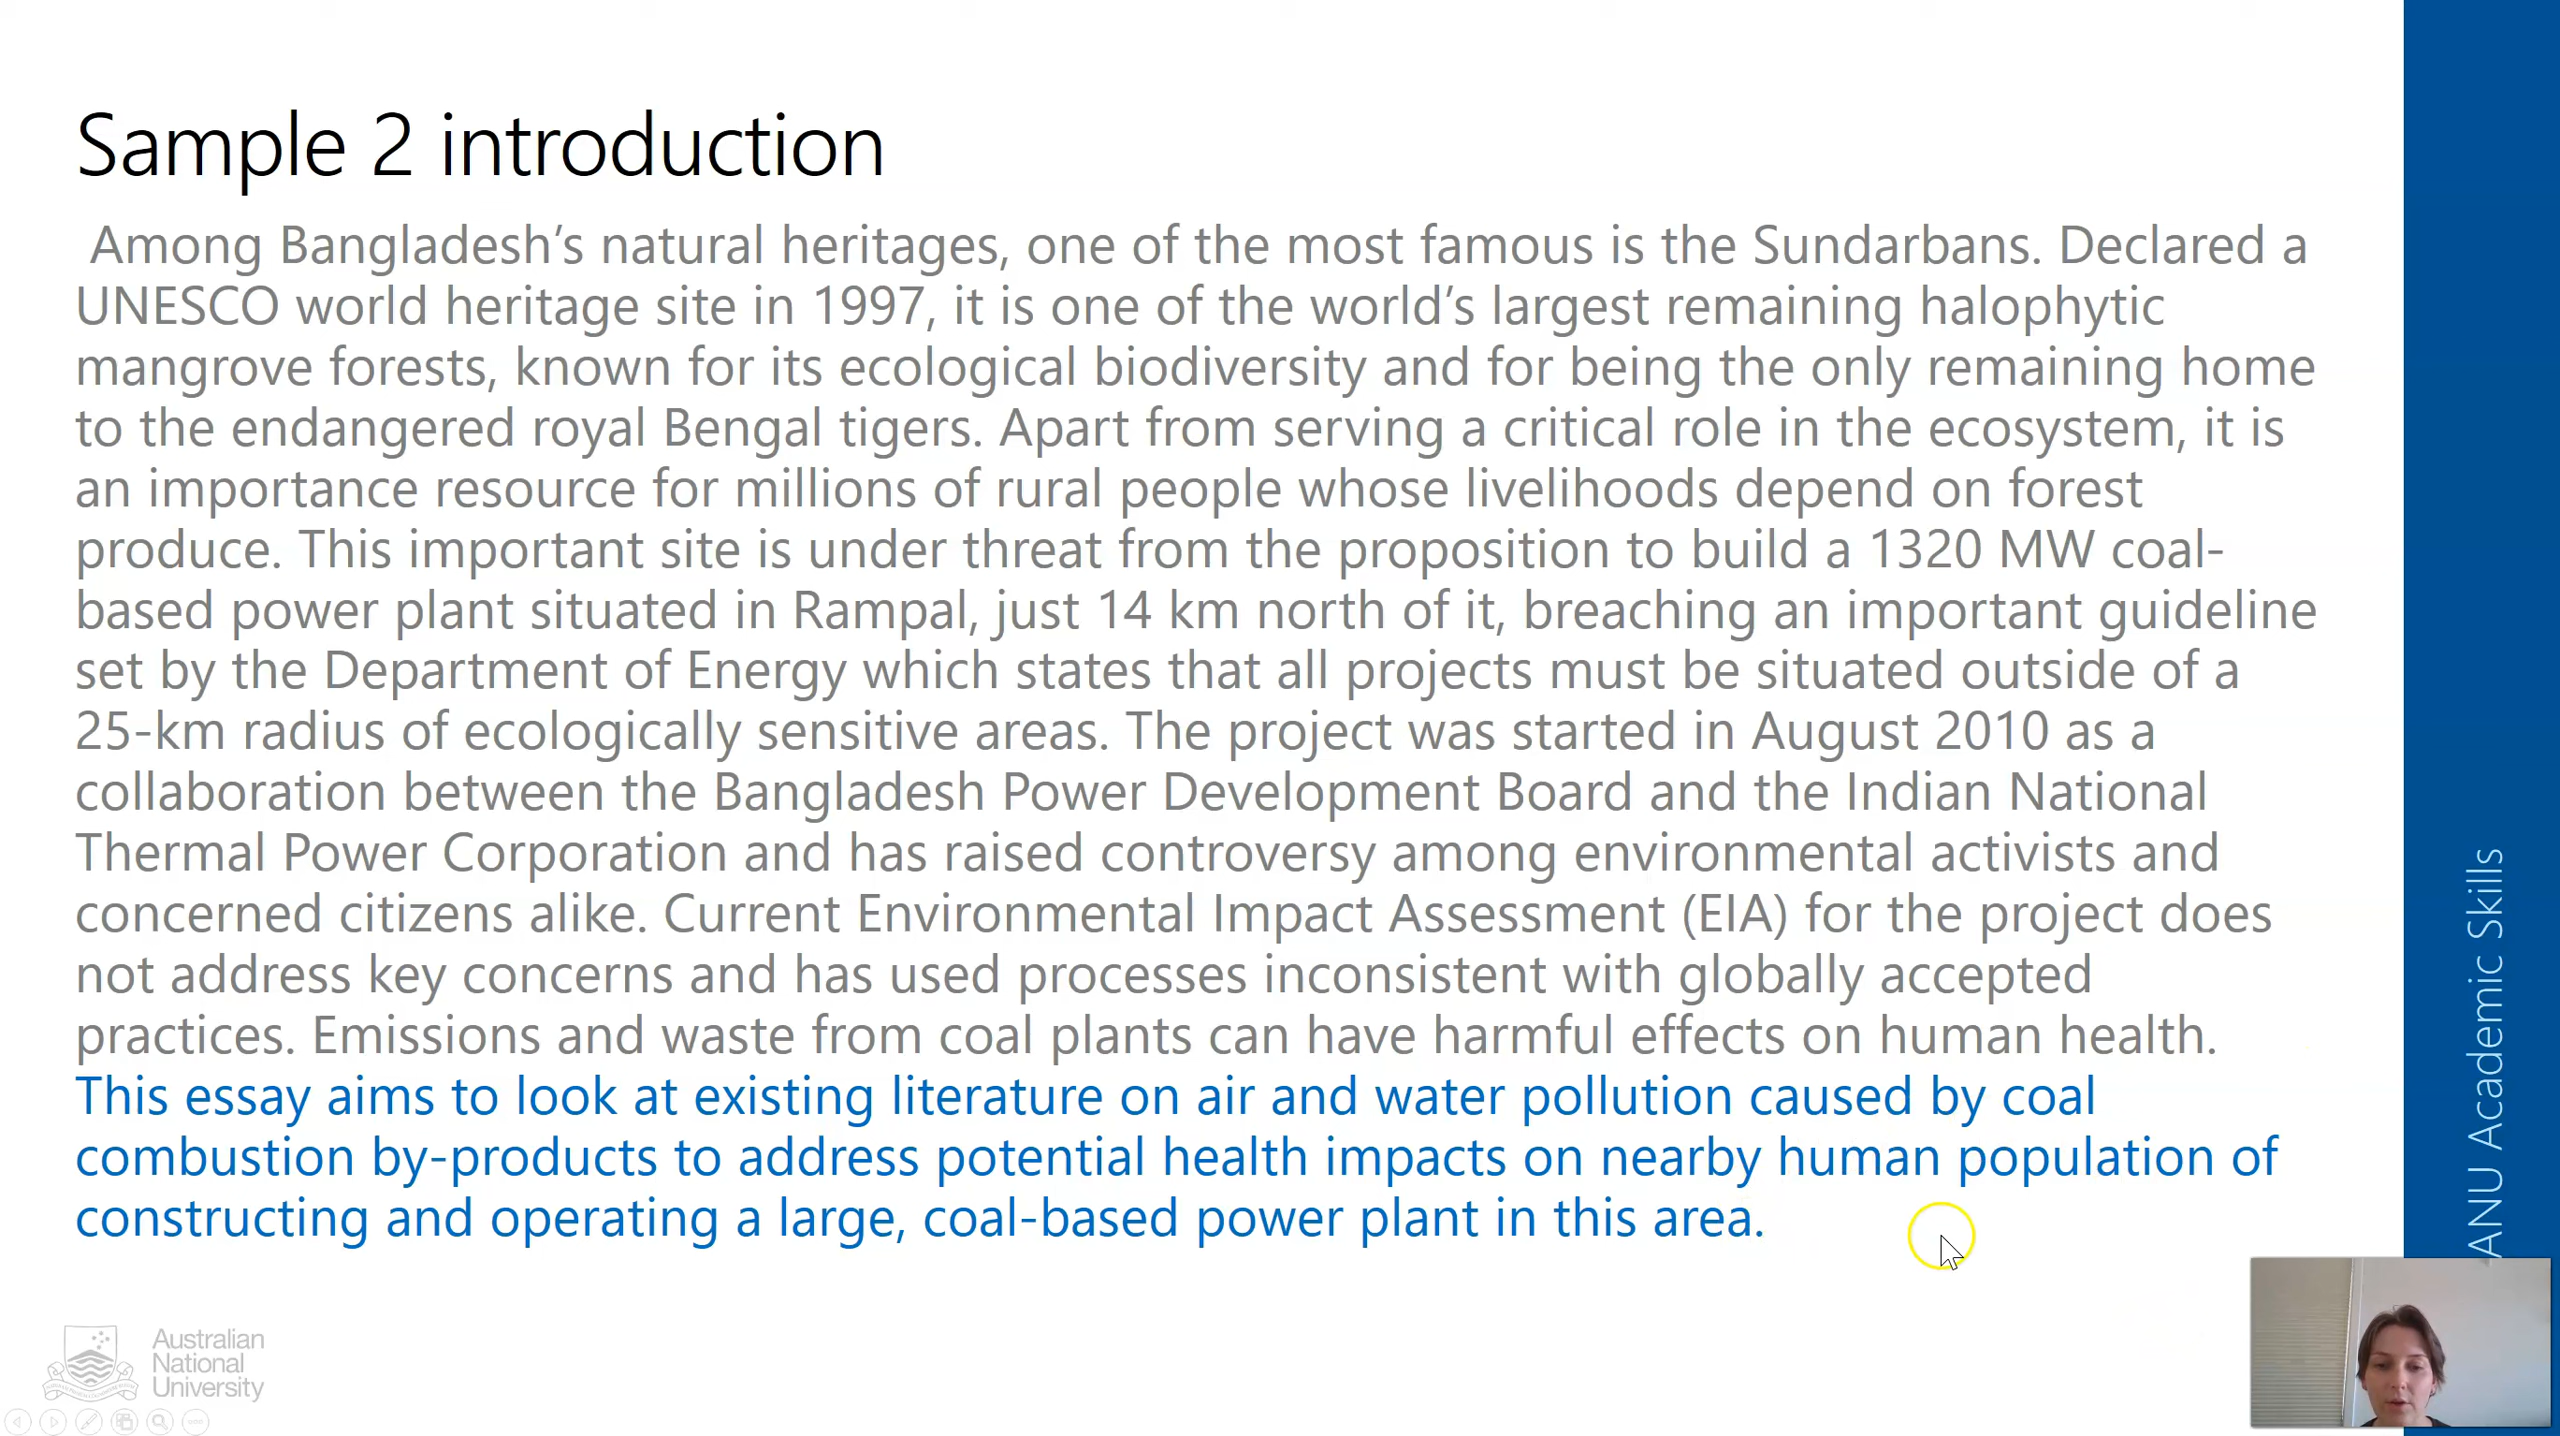 Sample 2 introduction
Among Bangladesh’s natural heritages, one of the most famous is the Sundarbans. Declared a
UNESCO world heritage site in 1997, it is one of the world’s largest remaining halophytic
mangrove forests, known for its ecological biodiversity and for being the only remaining home
to the endangered royal Bengal tigers. Apart from serving a critical role in the ecosystem, it is
an importance resource for millions of rural people whose livelihoods depend on forest
produce. This important site is under threat from the proposition to build a 1320 MW coal-
based power plant situated in Rampal, just 14 km north of it, breaching an important guideline
set by the Department of Energy which states that all projects must be situated outside of a
25-km radius of ecologically sensitive areas. The project was started in August 2010 as a
collaboration between the Bangladesh Power Development Board and the Indian National
Thermal Power Corporation and has raised controversy among environmental activists and
concerned citizens alike. Current Environmental Impact Assessment (EIA) for the project does
not address key concerns and has used processes inconsistent with globally accepted
practices. Emissions and waste from coal plants can have harmful effects on human health.
This essay aims to look at existing literature on air and water pollution caused by coal
combustion by-products to address potential health impacts on nearby human population of
constructing and operating a large, coal-based power plant in this area.
Australian
National
University
ANU Academic Skills